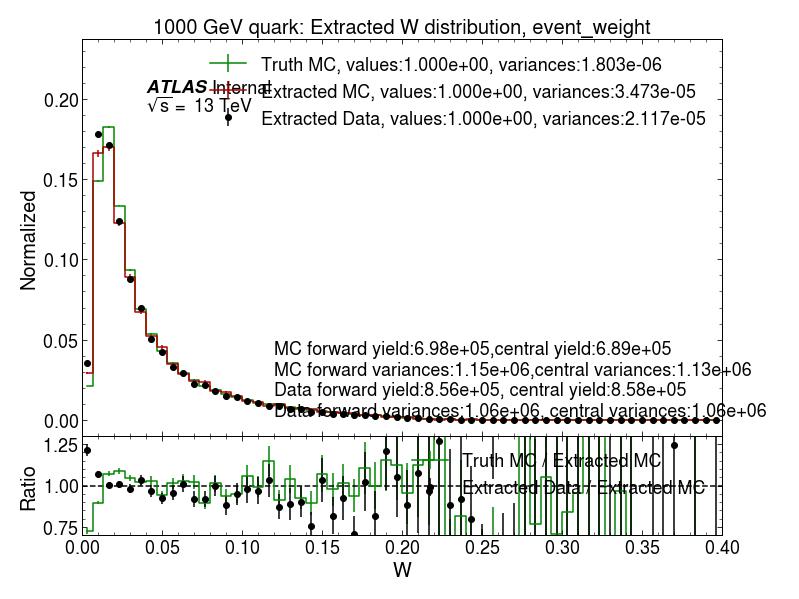 1000 GeV quark: Extracted W distribution, event_weight
Truth MC, values:1.000e+00, variances:1.803e-06
ATLAS Internal
Extracted MC, values:1.000e+00, variances:3.473e-05
√s = 13 TeV
Extracted Data, values:1.000e+00, variances:2.117e-05
0.20
0.15
0.10
0.05
0.00
Normalized
MC forward yield:6.98e+05,central yield:6.89e+05
MC forward variances:1.15e+06,central variances:1.13e+06
Data forward yield:8.56e+05, central yield:8.58e+05
Data forward variances:1.06e+06, central variances:1.06e+06
1.25
1.00
0.75
Ratio
Truth MC / Extracted MC
Extracted Data / Extracted MC
0.00 0.05 0.10 0.15 0.20 0.25 0.30 0.35 0.40
W